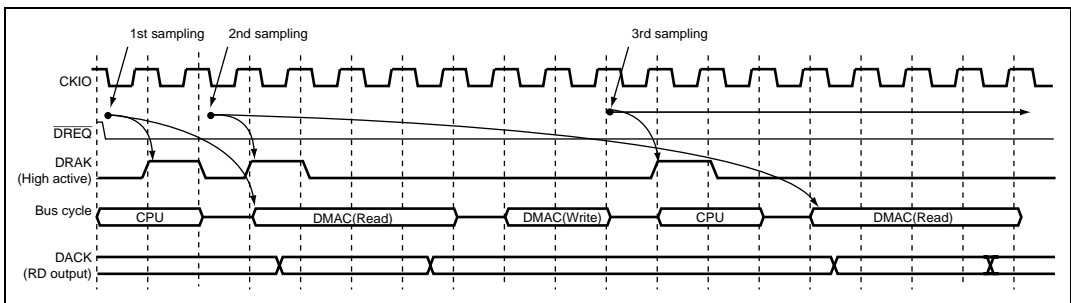 1st sampling 2nd sampling 3rd sampling
CKIO
DREQ
DRAK
(High active)
Bus cycle CPU DMAC(Read) DMAC(Write) CPU DMAC(Read)
DACK
(RD output)